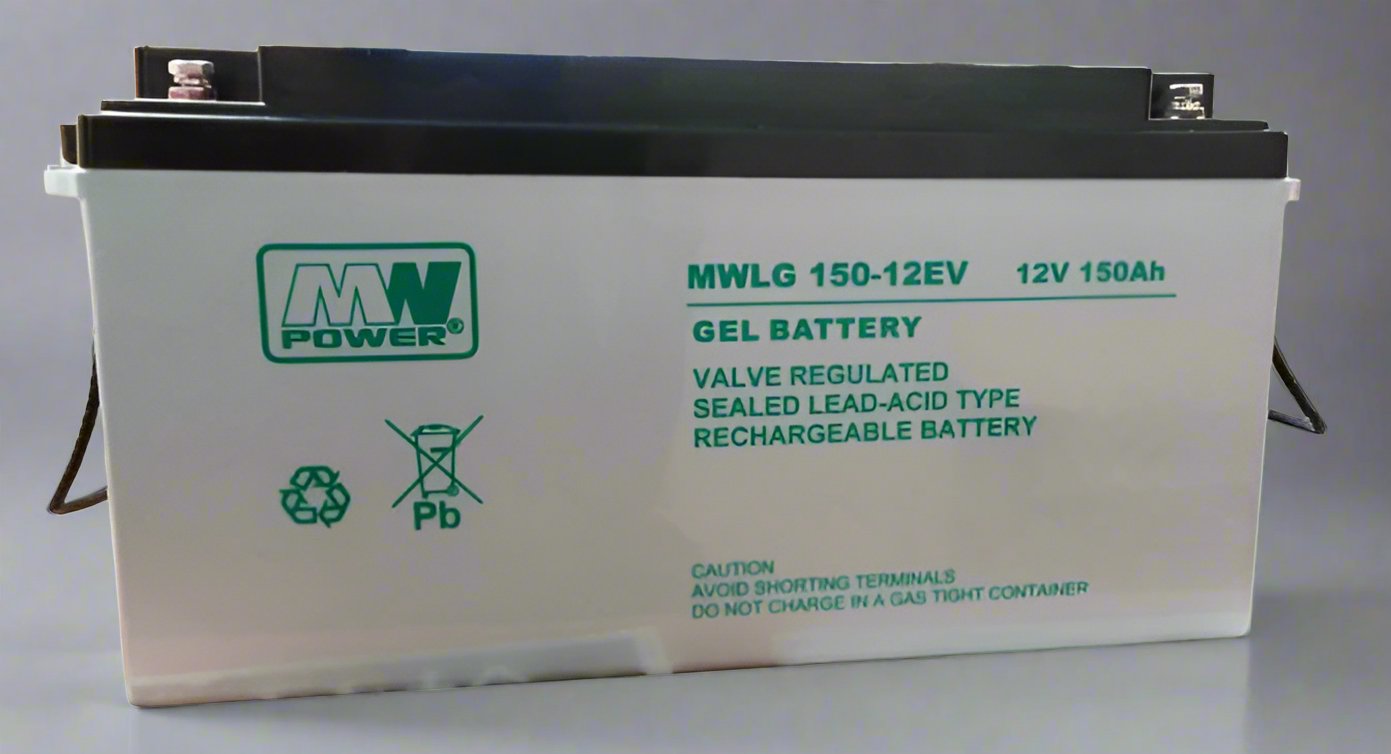 MW
POWER®
MWLG 150-12EV 12V 150Ah
GEL BATTERY
VALVE REGULATED
SEALED LEAD-ACID TYPE
RECHARGEABLE BATTERY
Pb
CAUTION
AVOID SHORTING TERMINALS
DO NOT CHARGE IN A GAS TIGHT CONTAINER